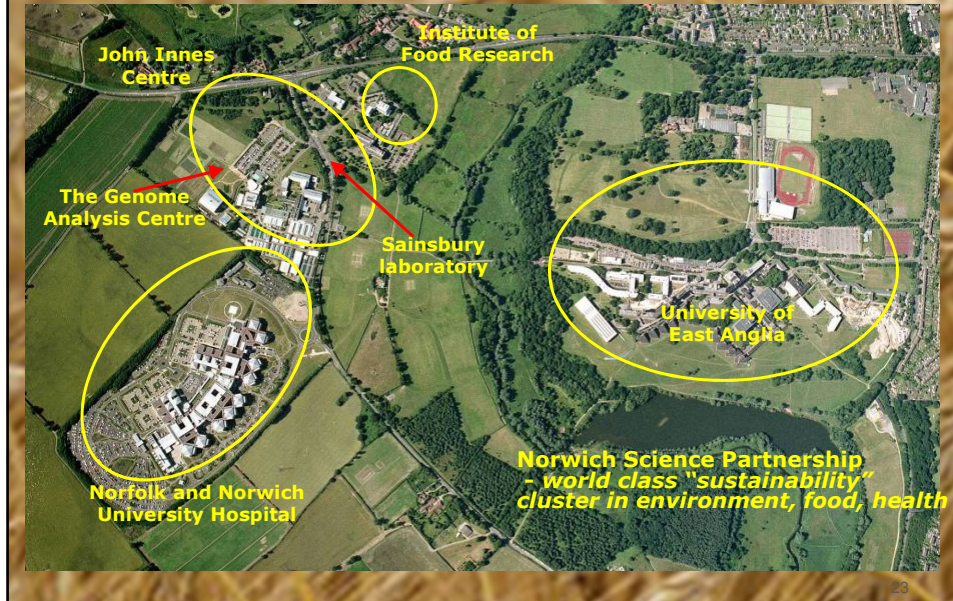 Institute of
Food Research
John Innes
Centre
The Genome
Analysis Centre
Sainsbury
laboratory
University of
East Anglia
Norfolk and Norwich
University Hospital
Norwich Science Partnership
- world class “sustainability”
cluster in environment, food, health
23